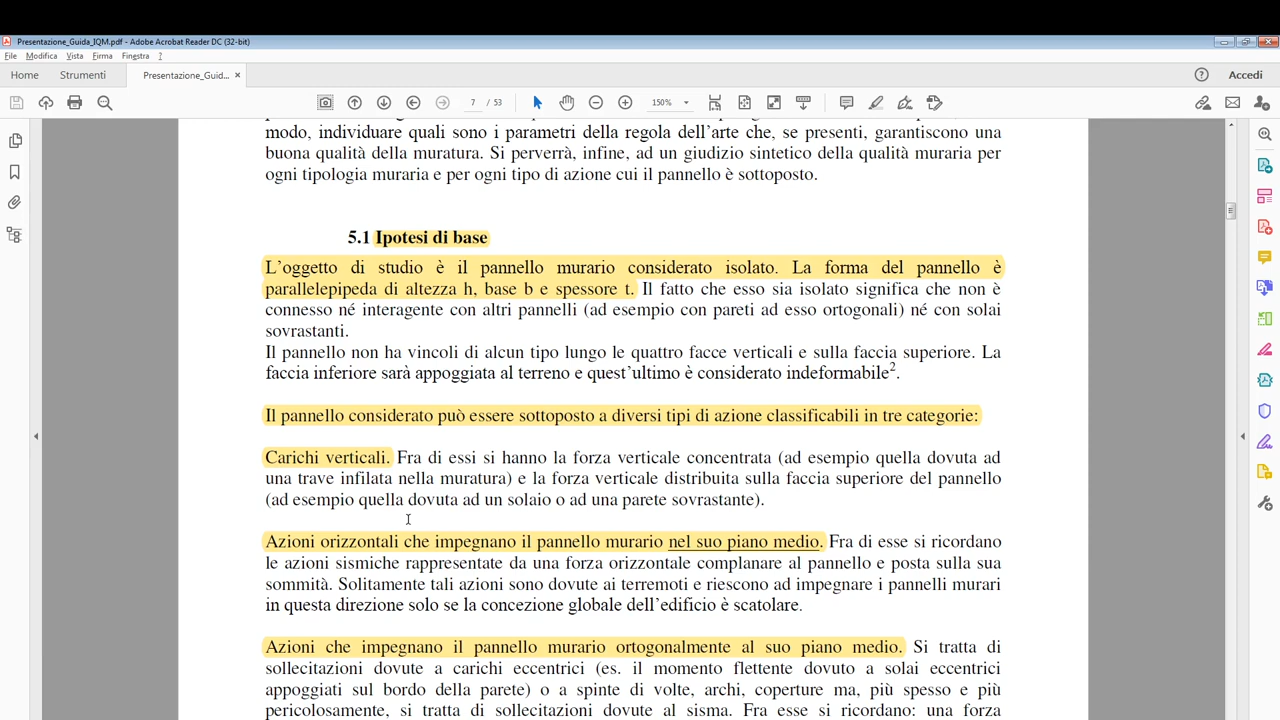 Presentazione_Guida_IQM.pdf - Adobe Acrobat Reader DC (32-bit)
File Modifica Vista Firma Finestra ?
Home Strumenti Presentazione_Guid... × Accedi
7 / 53 150%
modo, individuare quali sono i parametri della regola dell'arte che, se presenti, garantiscono una
buona qualità della muratura. Si perverrà, infine, ad un giudizio sintetico della qualità muraria per
ogni tipologia muraria e per ogni tipo di azione cui il pannello è sottoposto.
5.1 Ipotesi di base
L'oggetto di studio è il pannello murario considerato isolato. La forma del pannello è
parallelepipeda di altezza h, base b e spessore t. Il fatto che esso sia isolato significa che non è
connesso né interagente con altri pannelli (ad esempio con pareti ad esso ortogonali) né con solai
sovrastanti.
Il pannello non ha vincoli di alcun tipo lungo le quattro facce verticali e sulla faccia superiore. La
faccia inferiore sarà appoggiata al terreno e quest'ultimo è considerato indeformabile2.
Il pannello considerato può essere sottoposto a diversi tipi di azione classificabili in tre categorie:
Carichi verticali. Fra di essi si hanno la forza verticale concentrata (ad esempio quella dovuta ad
una trave infilata nella muratura) e la forza verticale distribuita sulla faccia superiore del pannello
(ad esempio quella dovuta ad un solaio o ad una parete sovrastante).
Azioni orizzontali che impegnano il pannello murario nel suo piano medio. Fra di esse si ricordano
le azioni sismiche rappresentate da una forza orizzontale complanare al pannello e posta sulla sua
sommità. Solitamente tali azioni sono dovute ai terremoti e riescono ad impegnare i pannelli murari
in questa direzione solo se la concezione globale dell'edificio è scatolare.
Azioni che impegnano il pannello murario ortogonalmente al suo piano medio. Si tratta di
sollecitazioni dovute a carichi eccentrici (es. il momento flettente dovuto a solai eccentrici
appoggiati sul bordo della parete) o a spinte di volte, archi, coperture ma, più spesso e più
pericolosamente, si tratta di sollecitazioni dovute al sisma. Fra esse si ricordano: una forza